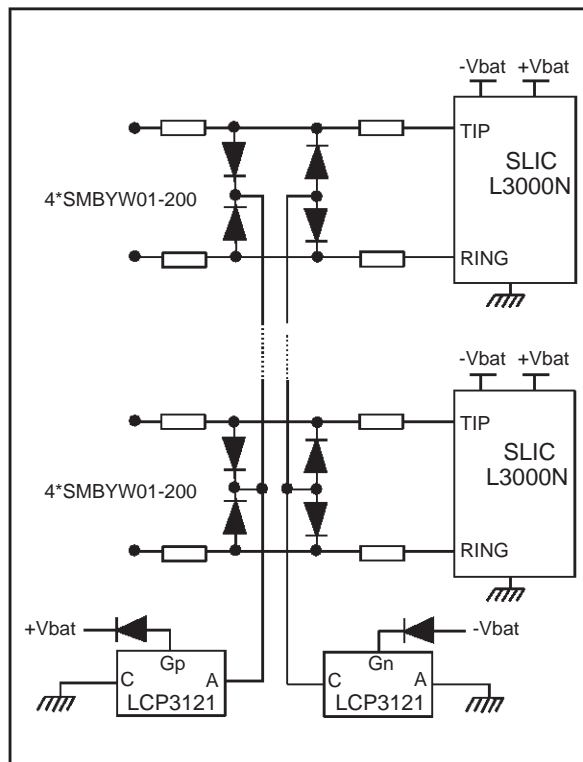 -Vbat +Vbat
TIP
SLIC
L3000N
4*SMBYW01-200
RING
-Vbat +Vbat
TIP
SLIC
L3000N
4*SMBYW01-200
RING
+Vbat
Gp
C A
LCP3121
-Vbat
Gn
C A
LCP3121